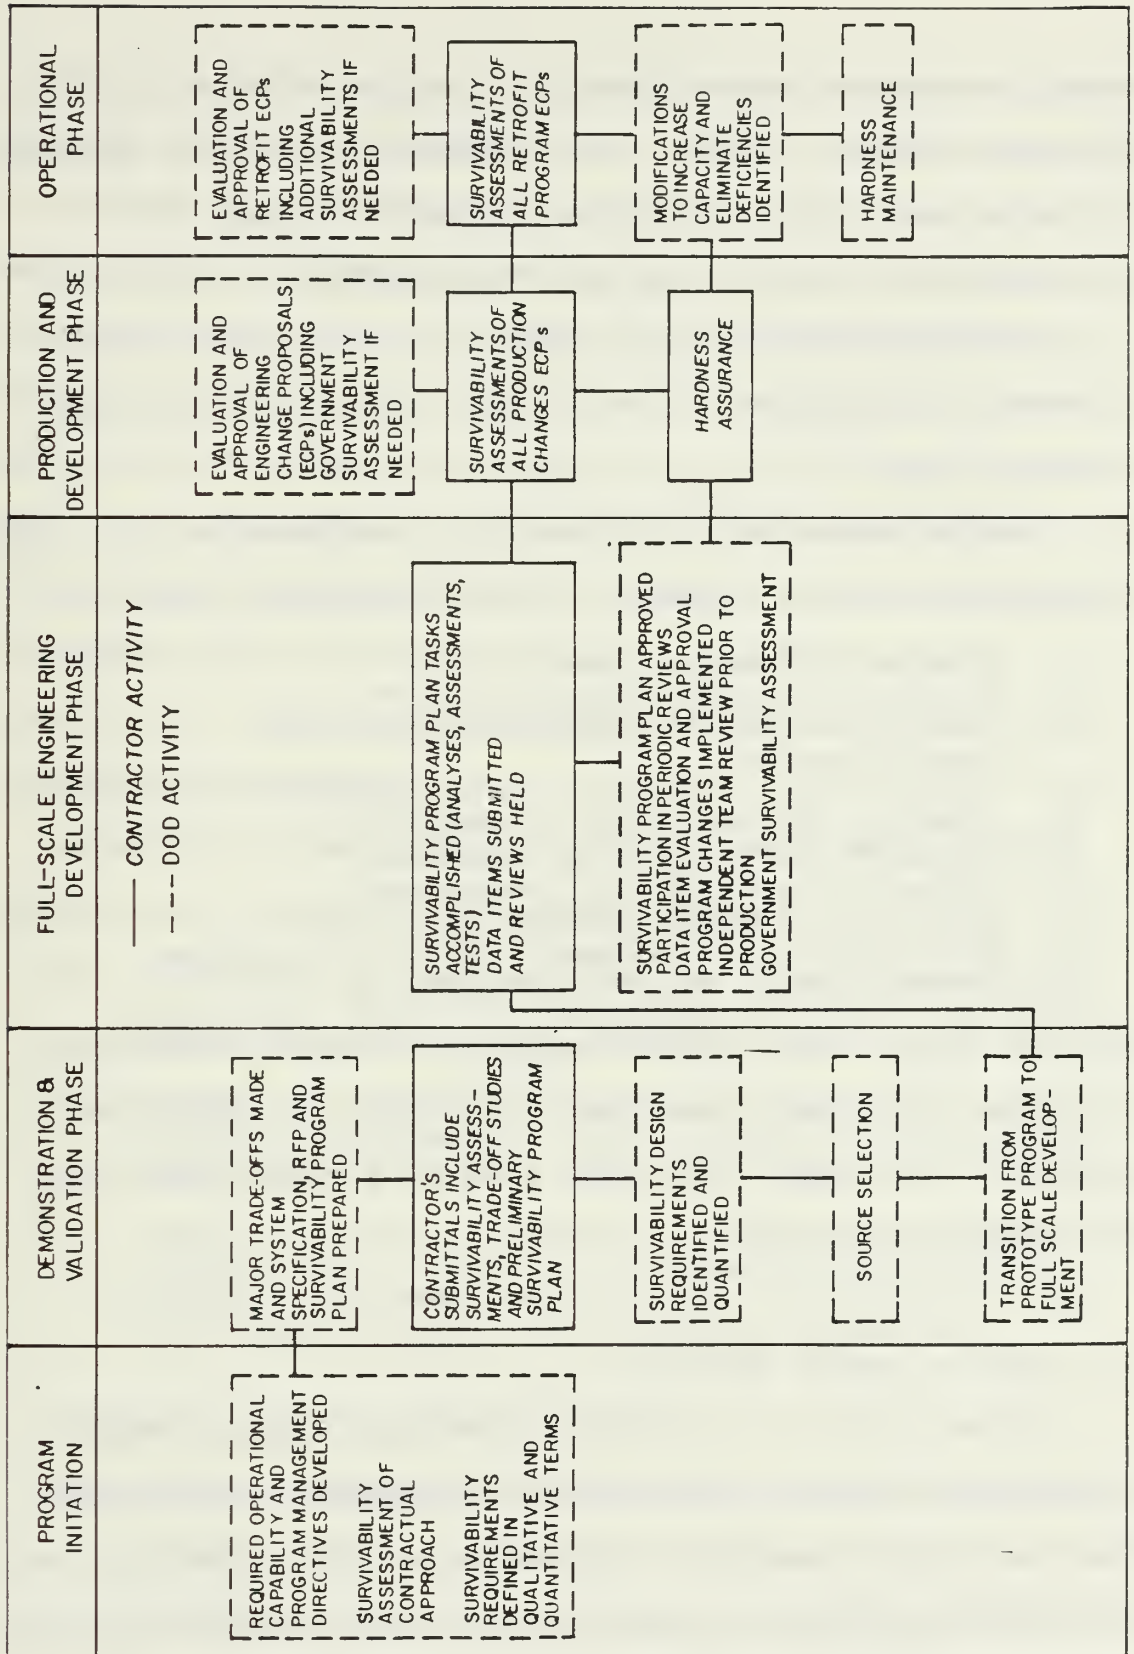 PROGRAM
INITATION
DEMONSTRATION &
VALIDATION PHASE
FULL-SCALE ENGINEERING
DEVELOPMENT PHASE
PRODUCTION AND
DEVELOPMENT PHASE
OPERATIONAL
PHASE
CONTRACTOR ACTIVITY
DOD ACTIVITY
REQUIRED OPERATIONAL
CAPABILITY AND
PROGRAM MANAGEMENT
DIRECTIVES DEVELOPED
SURVIVABILITY
ASSESSMENT OF
CONTRACTUAL
APPROACH
SURVIVABILITY
REQUIREMENTS
DEFINED IN
QUALITATIVE AND
QUANTITATIVE TERMS
MAJOR TRADE-OFFS MADE
AND SYSTEM
SPECIFICATION, RFP AND
SURVIVABILITY PROGRAM
PLAN PREPARED
CONTRACTOR'S
SUBMITTALS INCLUDE
SURVIVABILITY ASSESS-
MENTS, TRADE-OFF STUDIES
AND PRELIMINARY
SURVIVABILITY PROGRAM
PLAN
SURVIVABILITY DESIGN
REQUIREMENTS
IDENTIFIED AND
QUANTIFIED
SOURCE SELECTION
TRANSITION FROM
PROTOTYPE PROGRAM TO
FULL SCALE DEVELOP-
MENT
SURVIVABILITY PROGRAM PLAN TASKS
ACCOMPLISHED (ANALYSES, ASSESSMENTS,
TESTS)
DATA ITEMS SUBMITTED
AND REVIEWS HELD
SURVIVABILITY PROGRAM PLAN APPROVED
PARTICIPATION IN PERIODIC REVIEWS
DATA ITEM EVALUATION AND APPROVAL
PROGRAM CHANGES IMPLEMENTED
INDEPENDENT TEAM REVIEW PRIOR TO
PRODUCTION
GOVERNMENT SURVIVABILITY ASSESSMENT
EVALUATION AND
APPROVAL OF
ENGINEERING
CHANGE PROPOSALS
(ECPs) INCLUDING
GOVERNMENT
SURVIVABILITY
ASSESSMENT IF
NEEDED
SURVIVABILITY
ASSESSMENTS OF
ALL PRODUCTION
CHANGES ECPs
HARDNESS
ASSURANCE
EVALUATION AND
APPROVAL OF
RETROFIT ECPs
INCLUDING
ADDITIONAL
SURVIVABILITY
ASSESSMENTS IF
NEEDED
SURVIVABILITY
ASSESSMENTS OF
ALL RETROFIT
PROGRAM ECPs
MODIFICATIONS
TO INCREASE
CAPACITY AND
ELIMINATE
DEFICIENCIES
IDENTIFIED
HARDNESS
MAINTENANCE